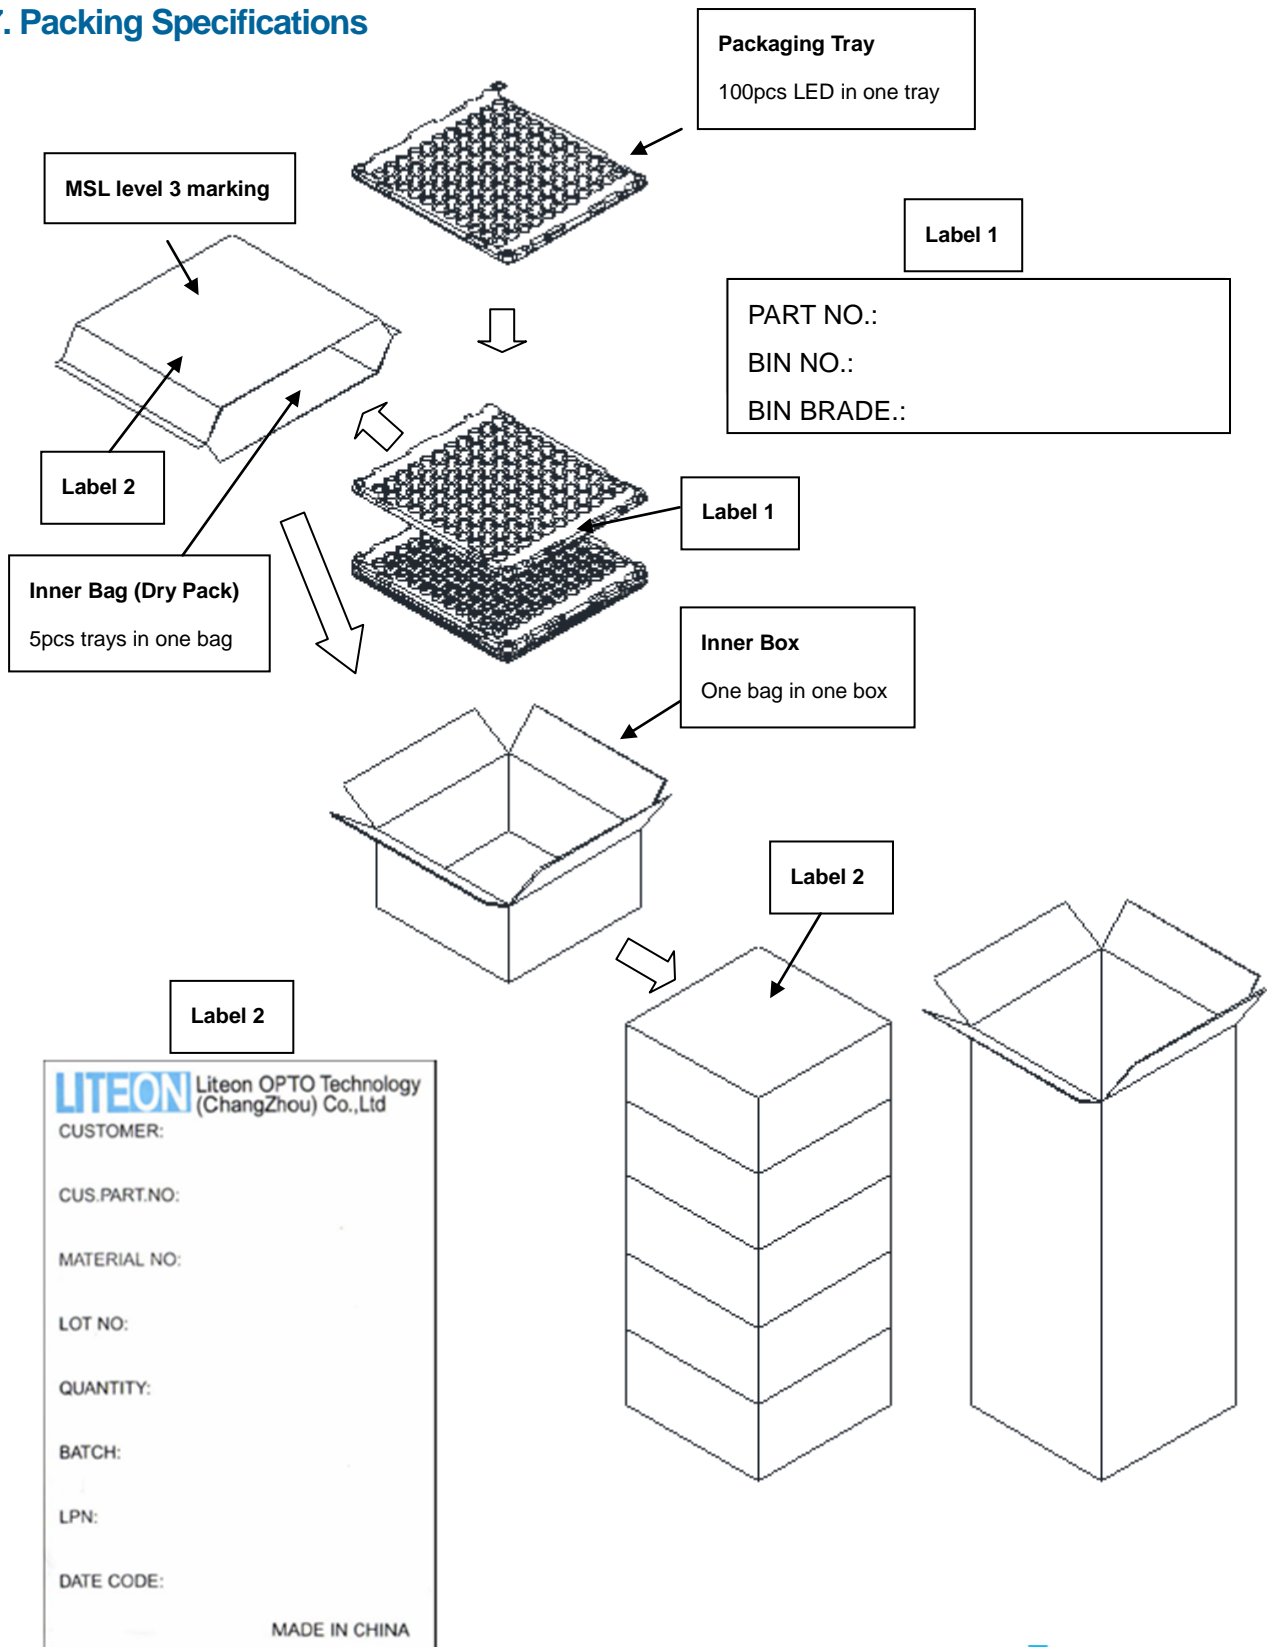 7. Packing Specifications
Packaging Tray
100pcs LED in one tray
MSL level 3 marking
Label 1
PART NO.:
BIN NO.:
BIN BRADE.:
Label 2
Label 1
Inner Bag (Dry Pack)
5pcs trays in one bag
Inner Box
One bag in one box
Label 2
Label 2
LITEON Liteon OPTO Technology
(ChangZhou) Co.,Ltd
CUSTOMER:
CUS.PART.NO:
MATERIAL NO:
LOT NO:
QUANTITY:
BATCH:
LPN:
DATE CODE:
MADE IN CHINA